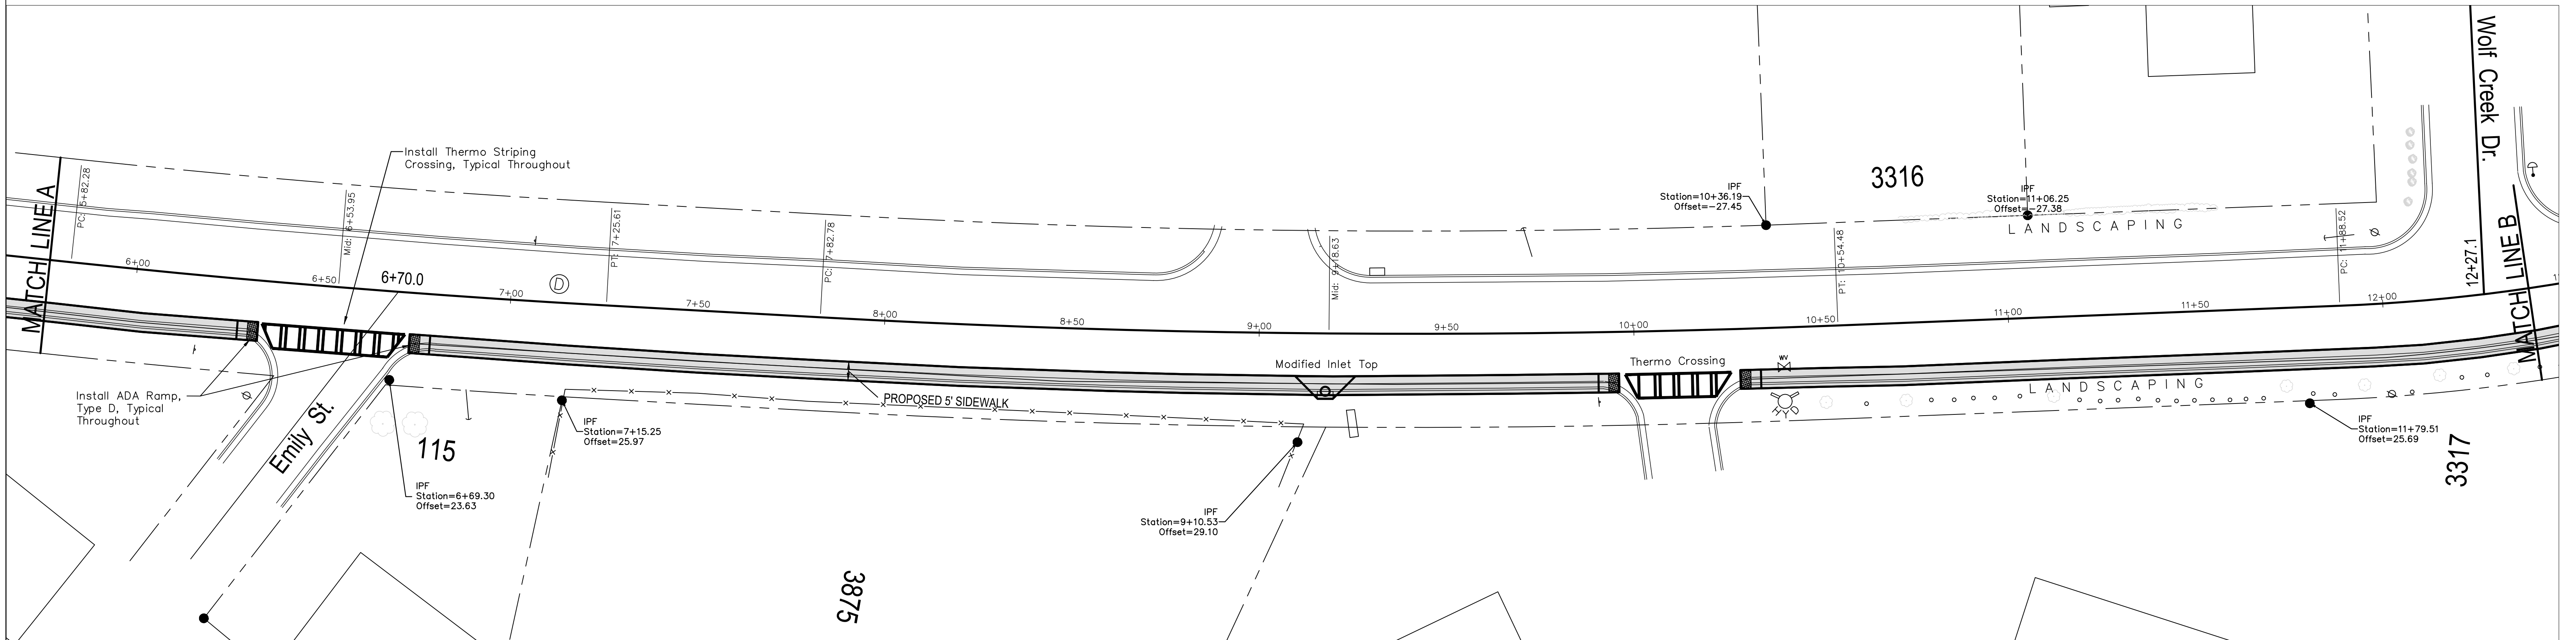 MATCH LINE A
PC: 5+82.28
Install Thermo Striping
Crossing, Typical Throughout
Mid: 6+53.95
PT: 7+25.61
PC: 7+82.78
6+00
6+50
6+70.0
7+00
D
7+50
8+00
8+50
9+00
Mid: 9+18.63
9+50
10+00
10+50
PT: 10+54.48
11+00
11+50
12+00
PC: 11+88.52
IPF
Station=10+36.19
Offset=-27.45
3316
IPF
Station=11+06.25
Offset=-27.38
LANDSCAPING
Wolf Creek Dr.
12+27.1
MATCH LINE B
Install ADA Ramp,
Type D, Typical
Throughout
Emily St.
115
IPF
Station=6+69.30
Offset=23.63
IPF
Station=7+15.25
Offset=25.97
PROPOSED 5' SIDEWALK
3875
Modified Inlet Top
IPF
Station=9+10.53
Offset=29.10
Thermo Crossing
WV
LANDSCAPING
IPF
Station=11+79.51
Offset=25.69
3317